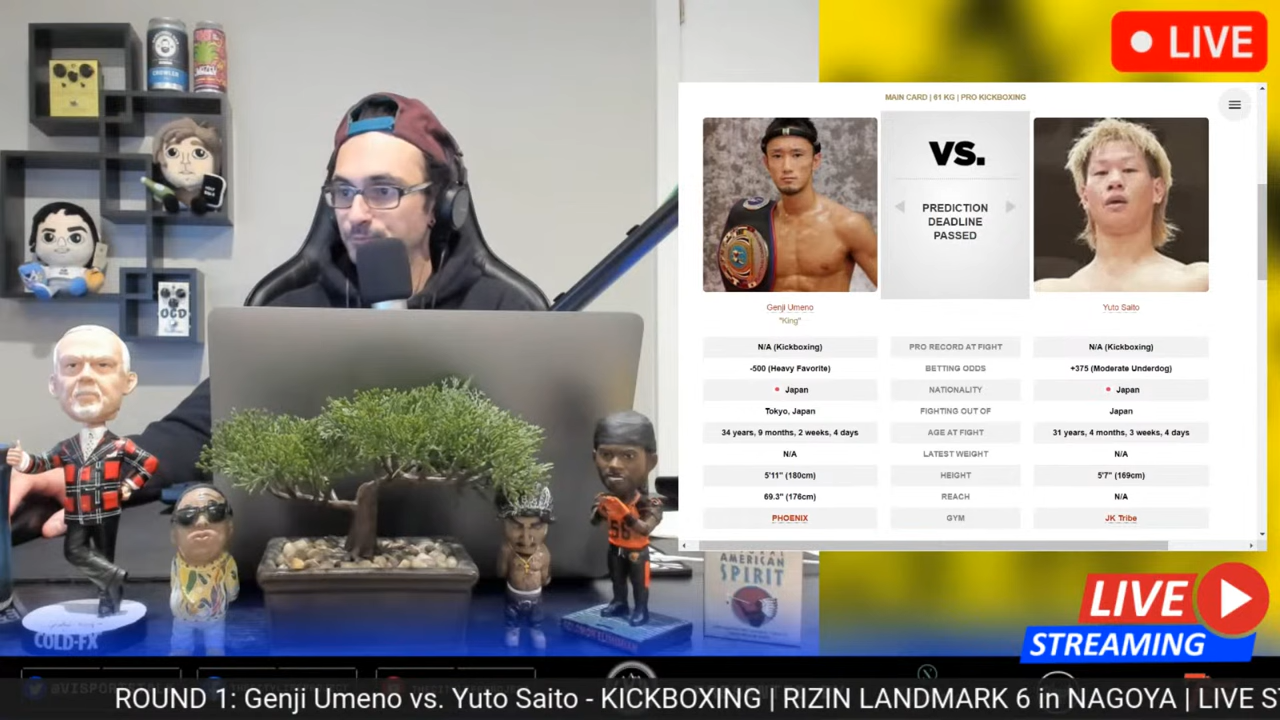 LIVE
MAIN CARD | 61 KG | PRO KICKBOXING
VS.
PREDICTION
DEADLINE
PASSED
Genji Umeno
"King"
Yuto Saito
N/A (Kickboxing) PRO RECORD AT FIGHT N/A (Kickboxing)
-500 (Heavy Favorite) BETTING ODDS +375 (Moderate Underdog)
Japan NATIONALITY Japan
Tokyo, Japan FIGHTING OUT OF Japan
34 years, 9 months, 2 weeks, 4 days AGE AT FIGHT 31 years, 4 months, 3 weeks, 4 days
N/A LATEST WEIGHT N/A
5'11" (180cm) HEIGHT 5'7" (169cm)
69.3" (176cm) REACH N/A
PHOENIX GYM JK Tribe
CROWLER
OCD
56
AMERICAN
SPIRIT
COLD-FX
LIVE
STREAMING
ROUND 1: Genji Umeno vs. Yuto Saito - KICKBOXING | RIZIN LANDMARK 6 in NAGOYA | LIVE S